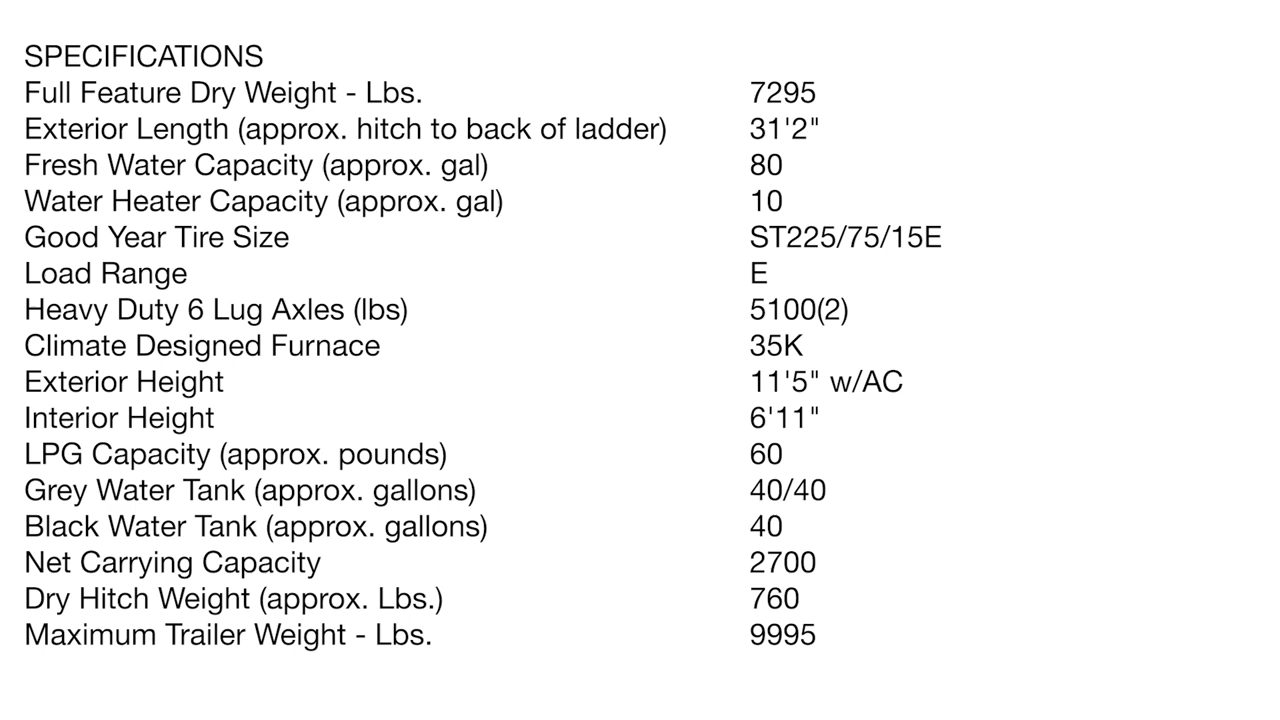 SPECIFICATIONS
Full Feature Dry Weight - Lbs. 7295
Exterior Length (approx. hitch to back of ladder) 31'2"
Fresh Water Capacity (approx. gal) 80
Water Heater Capacity (approx. gal) 10
Good Year Tire Size ST225/75/15E
Load Range E
Heavy Duty 6 Lug Axles (lbs) 5100(2)
Climate Designed Furnace 35K
Exterior Height 11'5" w/AC
Interior Height 6'11"
LPG Capacity (approx. pounds) 60
Grey Water Tank (approx. gallons) 40/40
Black Water Tank (approx. gallons) 40
Net Carrying Capacity 2700
Dry Hitch Weight (approx. Lbs.) 760
Maximum Trailer Weight - Lbs. 9995